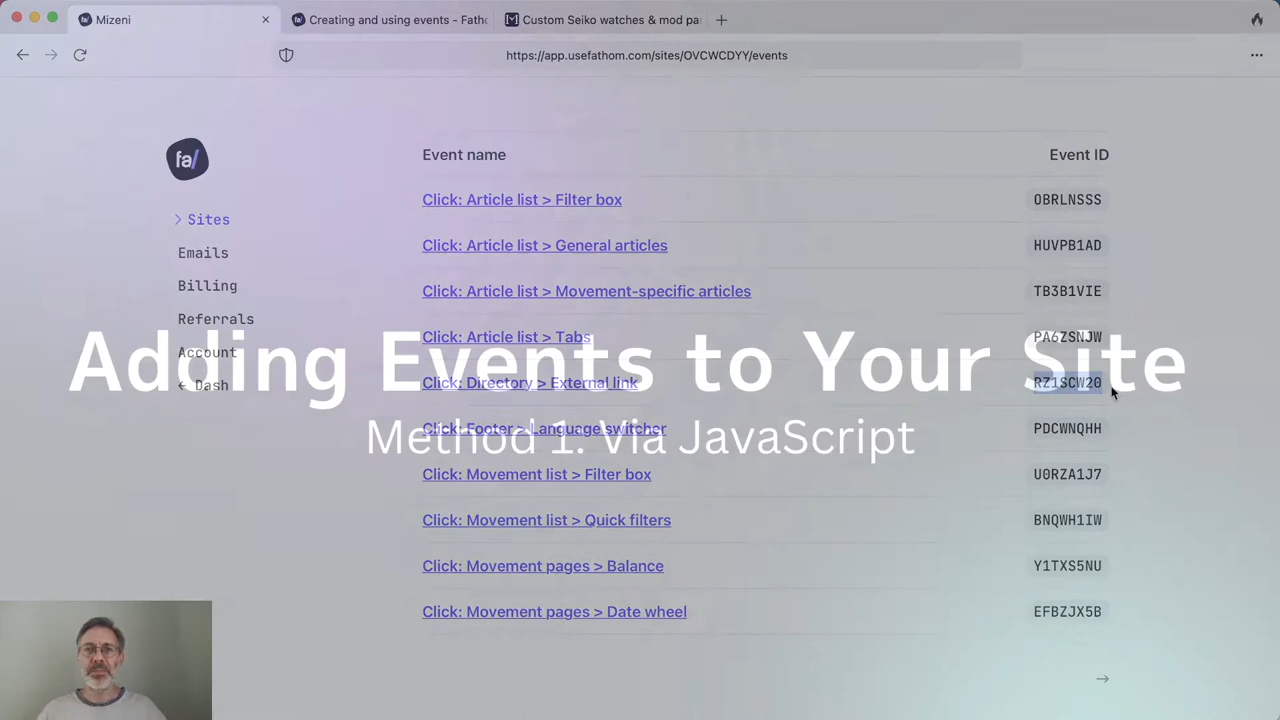 Mizeni
Creating and using events - Fatho
Custom Seiko watches & mod pa
https://app.usefathom.com/sites/OVCWCDYY/events
fa/
Sites
Emails
Billing
Referrals
Account
← Dash
Event name Event ID
Click: Article list > Filter box OBRLNSSS
Click: Article list > General articles HUVPB1AD
Click: Article list > Movement-specific articles TB3B1VIE
Click: Article list > Tabs PA6ZSNJW
Click: Directory > External link RZ1SCW20
Click: Footer > Language switcher PDCWNQHH
Click: Movement list > Filter box U0RZA1J7
Click: Movement list > Quick filters BNQWH1IW
Click: Movement pages > Balance Y1TXS5NU
Click: Movement pages > Date wheel EFBZJX5B
Adding Events to Your Site
Method 1: Via JavaScript